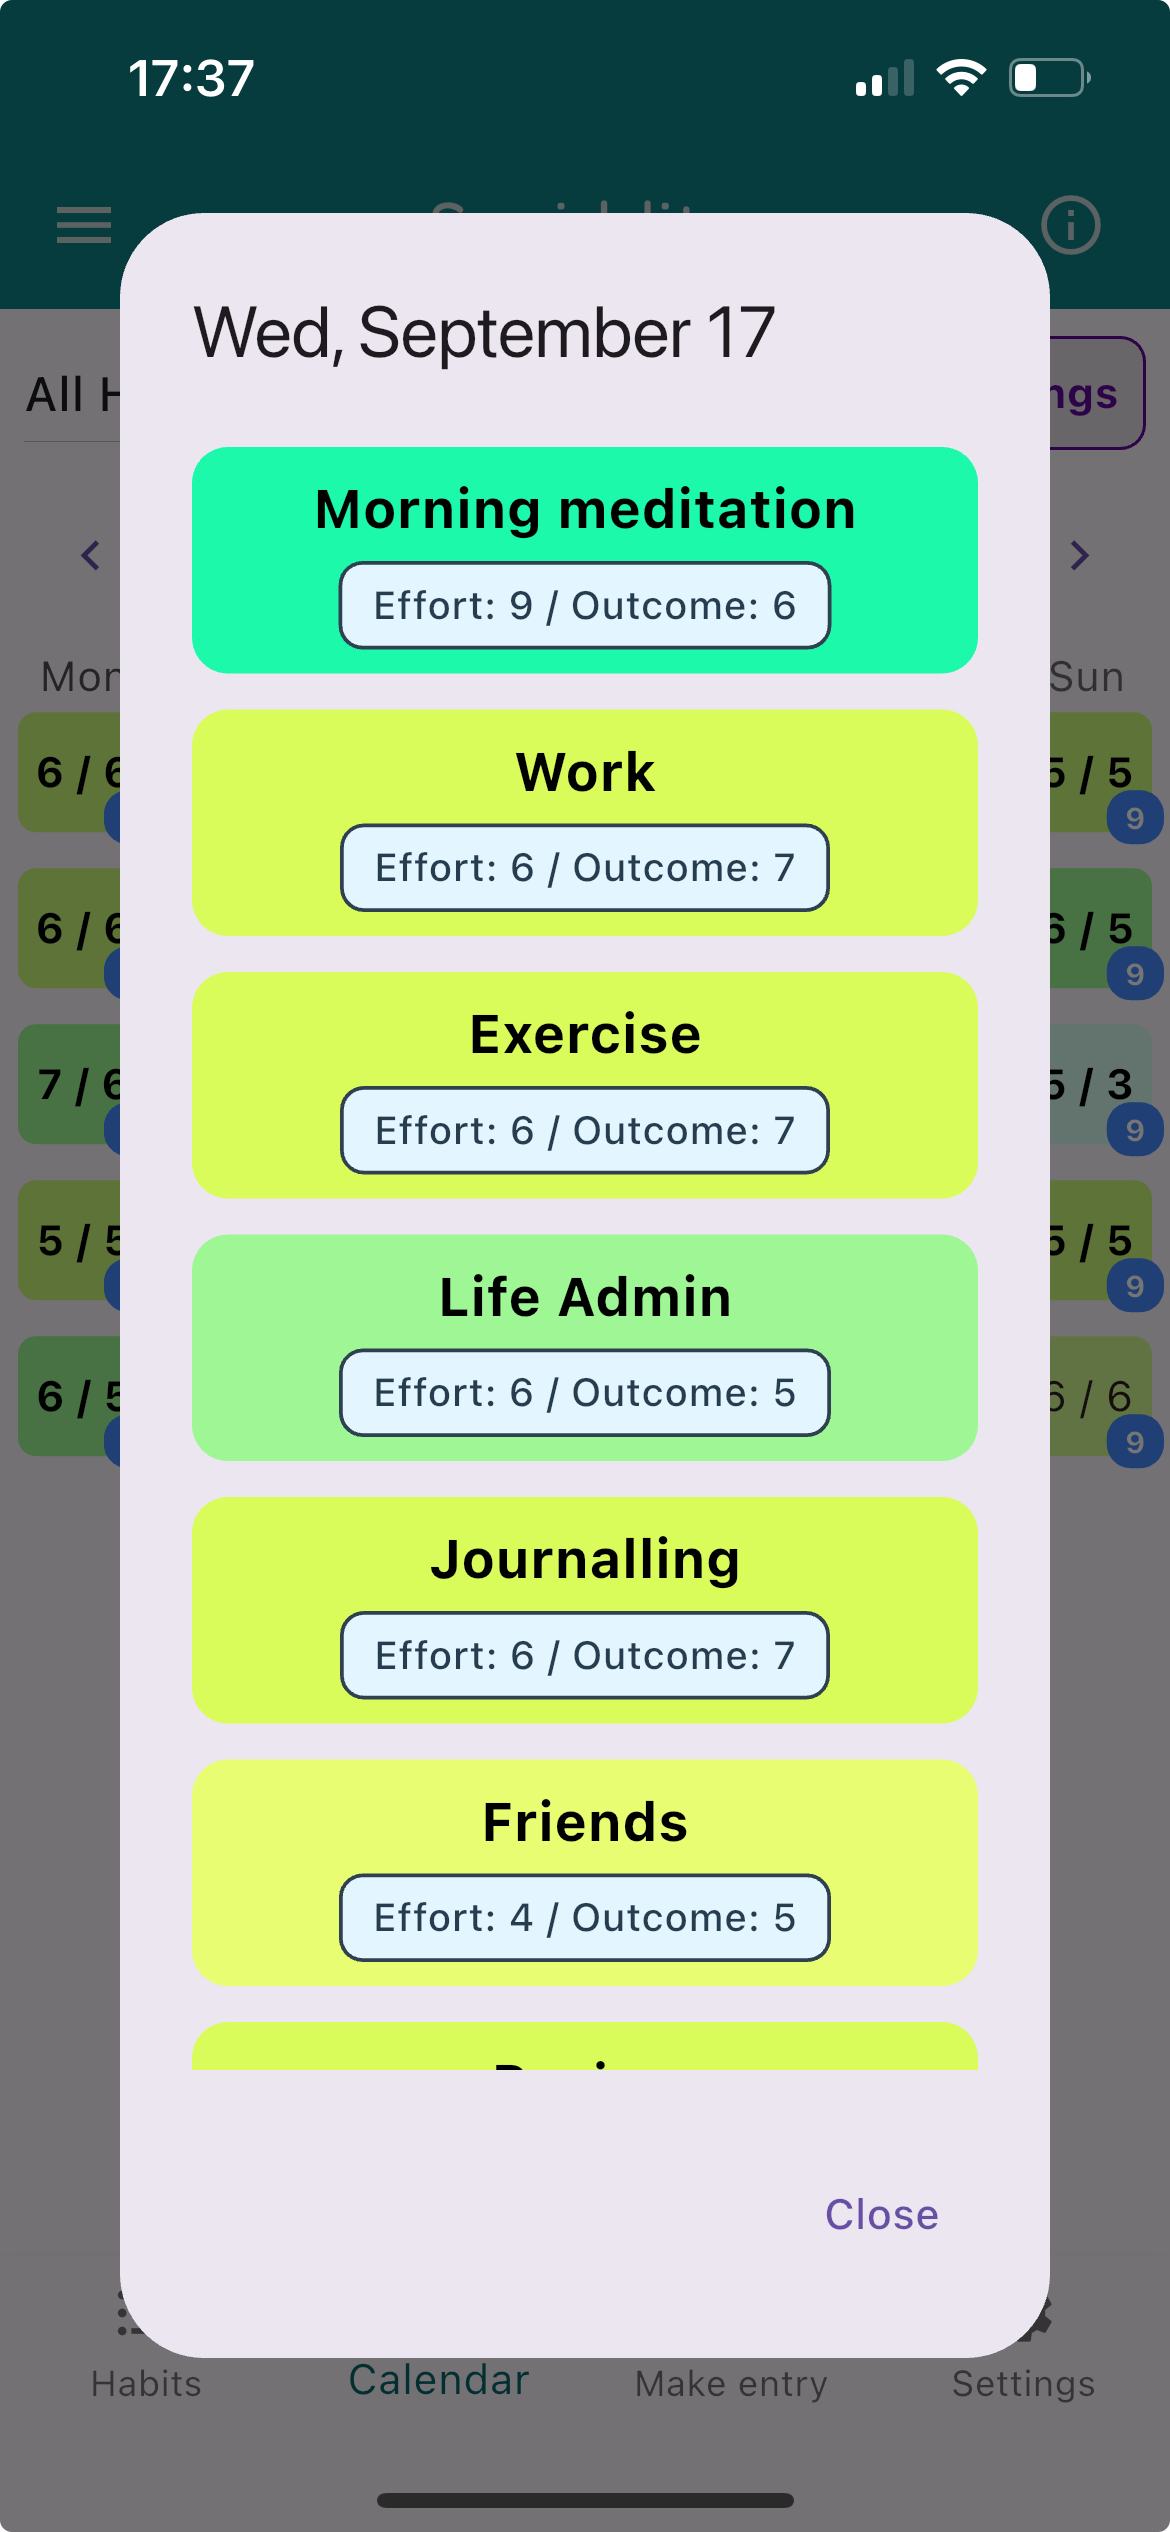 17:37
Wed, September 17
All
Mon
Sun
Morning meditation
Effort: 9 / Outcome: 6
Work
Effort: 6 / Outcome: 7
Exercise
Effort: 6 / Outcome: 7
Life Admin
Effort: 6 / Outcome: 5
Journalling
Effort: 6 / Outcome: 7
Friends
Effort: 4 / Outcome: 5
6 / 6
5 / 5
9
6 / 6
6 / 5
9
7 / 6
5 / 3
9
5 / 5
5 / 5
9
6 / 5
6 / 6
9
Close
Habits
Calendar
Make entry
Settings